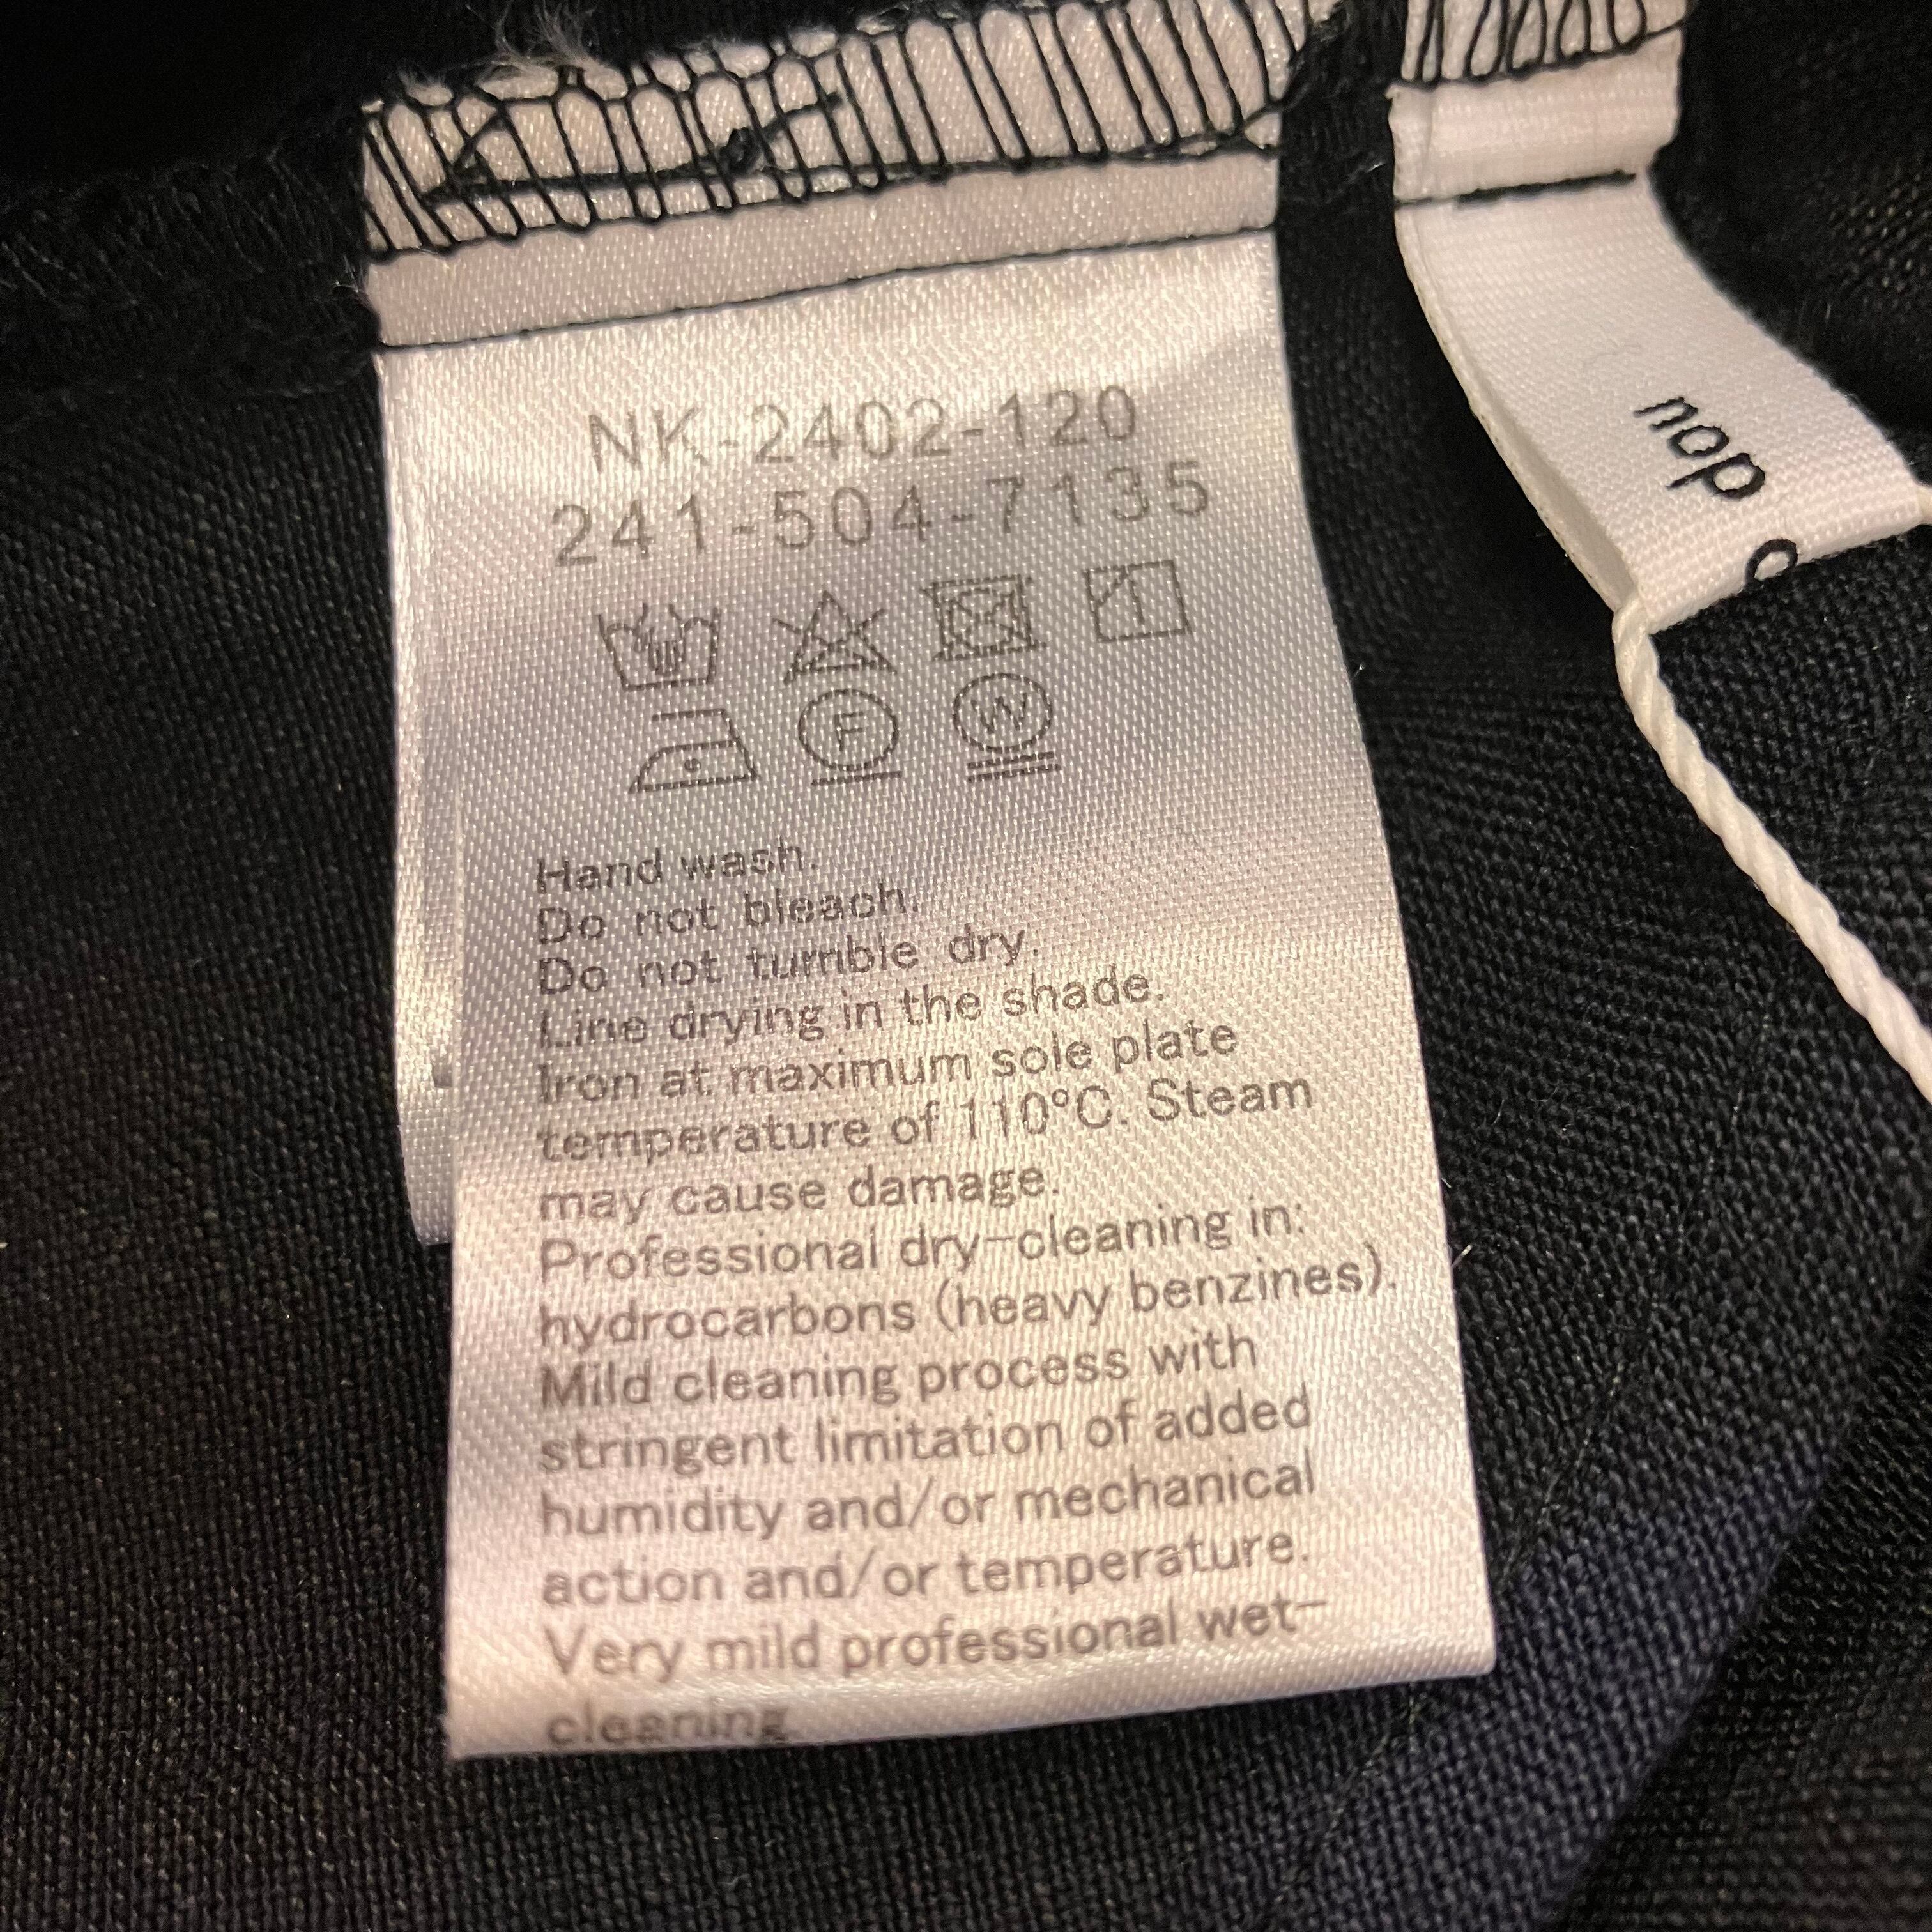 NK-2402-120
241-504-7135
F
W
Hand wash.
Do not bleach.
Do not tumble dry.
Line drying in the shade.
Iron at maximum sole plate
temperature of 110°C. Steam
may cause damage.
Professional dry-cleaning in:
hydrocarbons (heavy benzines).
Mild cleaning process with
stringent limitation of added
humidity and/or mechanical
action and/or temperature.
Very mild professional wet-
cleaning
nop